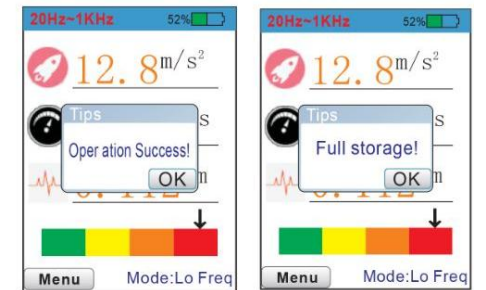 20Hz~1KHz 52%
12.8m/s²
Tips
s
Oper ation Success!
OK
m
Menu Mode:Lo Freq
20Hz~1KHz 52%
12.8m/s²
Tips
s
Full storage!
OK
m
Menu Mode:Lo Freq